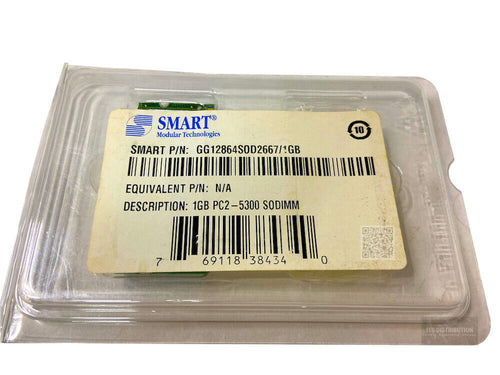 SMART®
Modular Technologies
10
SMART P/N: GG12864SOD2667/1GB
EQUIVALENT P/N: N/A
DESCRIPTION: 1GB PC2-5300 SODIMM
7 69118 38434 0